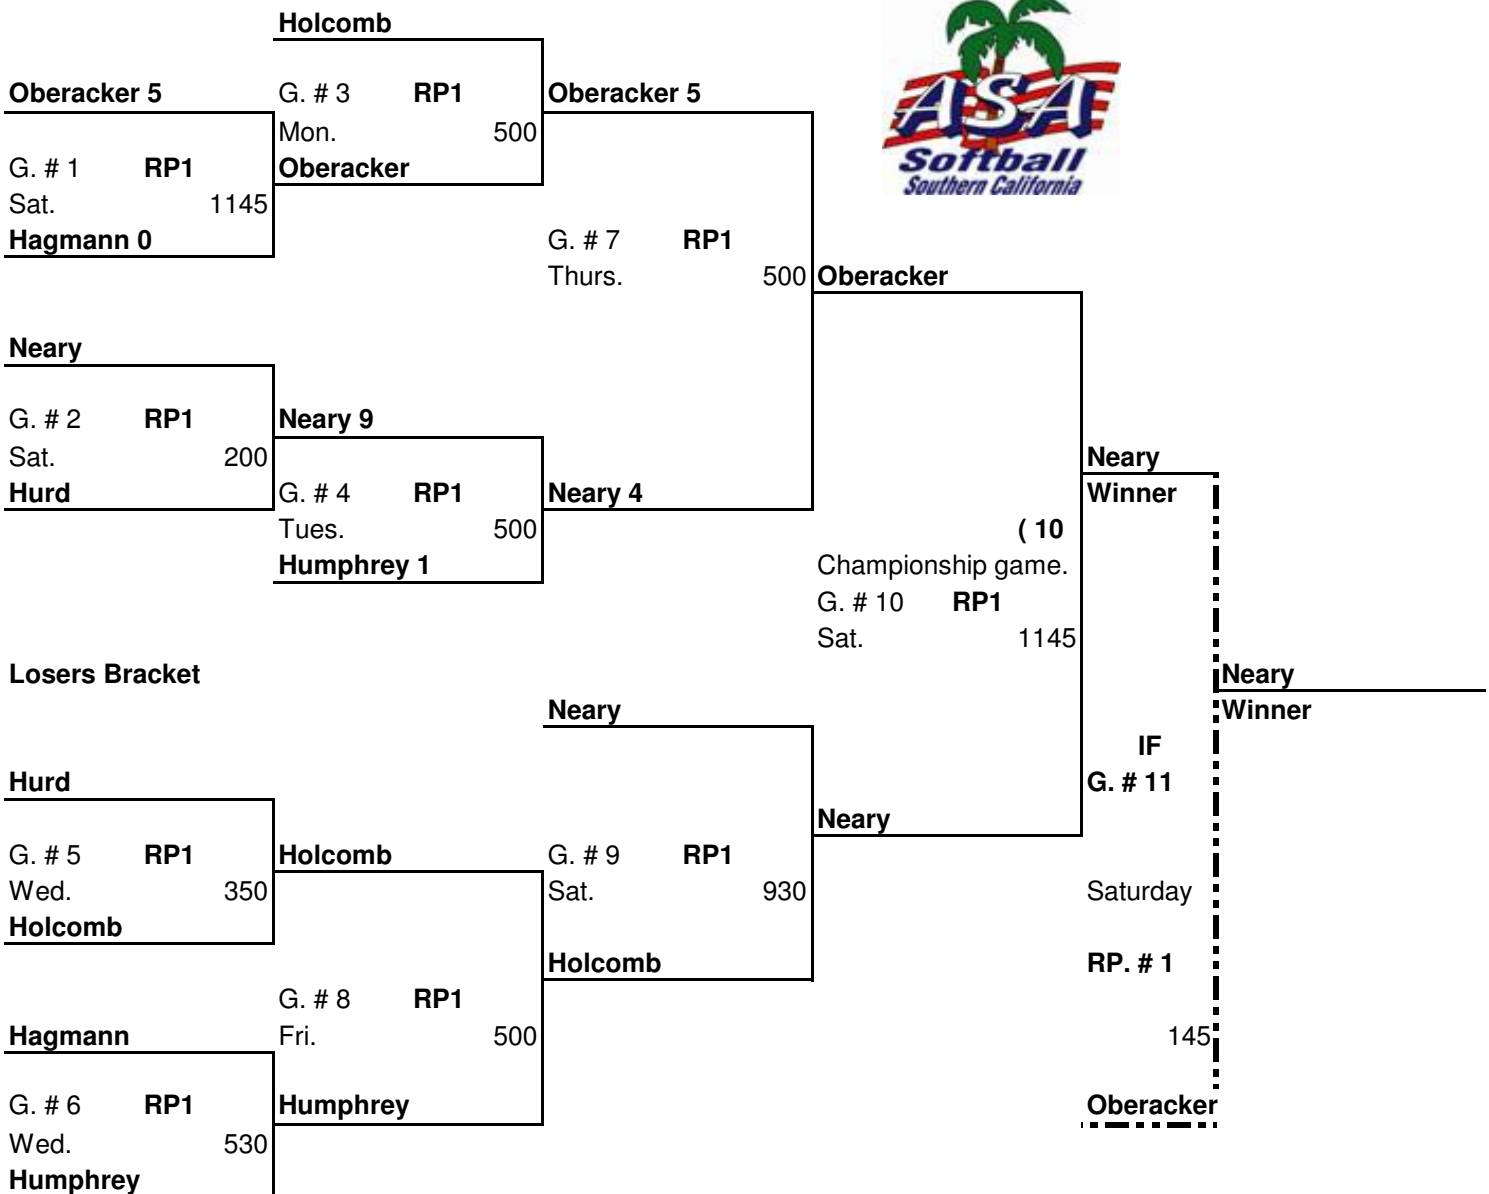 Holcomb
Oberacker 5
G. # 3 RP1
Oberacker 5
Mon. 500
G. # 1 RP1
Oberacker
Sat. 1145
Hagmann 0
ASA
Softball
Southern California
G. # 7 RP1
Thurs. 500
Oberacker
Neary
G. # 2 RP1
Neary 9
Sat. 200
Neary
Hurd
G. # 4 RP1
Neary 4
Winner
Tues. 500
( 10
Humphrey 1
Championship game.
G. # 10 RP1
Sat. 1145
Losers Bracket
Neary
Neary
Winner
IF
Hurd
G. # 11
Neary
G. # 5 RP1
Holcomb
G. # 9 RP1
Wed. 350
Sat. 930
Saturday
Holcomb
Holcomb
RP. # 1
G. # 8 RP1
Hagmann
Fri. 500
145
G. # 6 RP1
Humphrey
Oberacker
Wed. 530
Humphrey